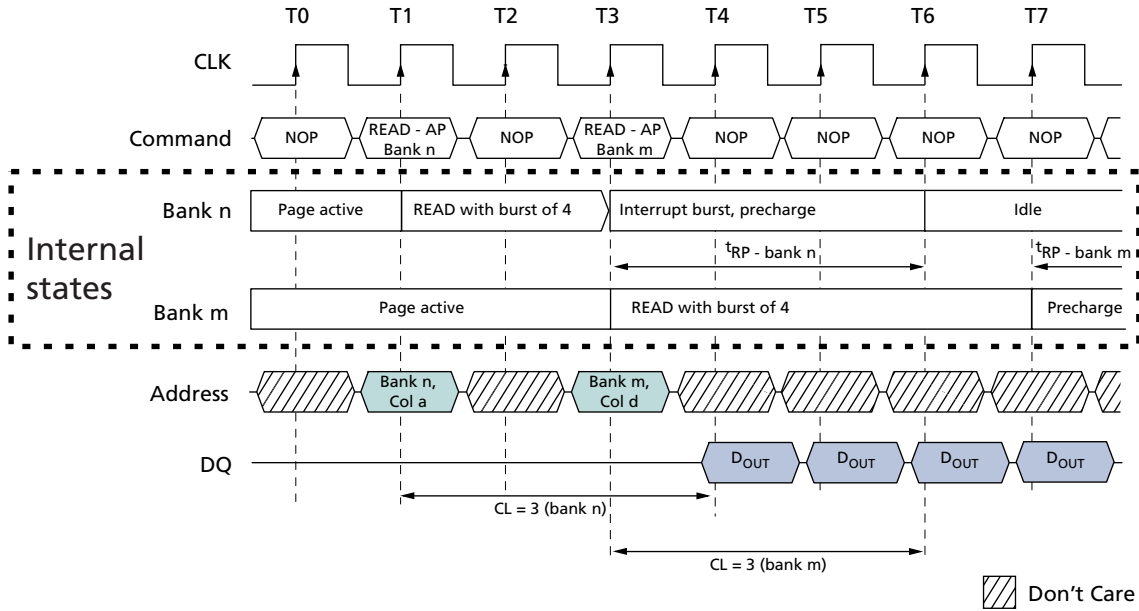 T0 T1 T2 T3 T4 T5 T6 T7
CLK
Command NOP READ - AP Bank n NOP READ - AP Bank m NOP NOP NOP NOP
Internal states
Bank n Page active READ with burst of 4 Interrupt burst, precharge Idle
tRP - bank n tRP - bank m
Bank m Page active READ with burst of 4 Precharge
Address Bank n, Col a Bank m, Col d
DQ DOUT DOUT DOUT DOUT
CL = 3 (bank n)
CL = 3 (bank m)
Don't Care